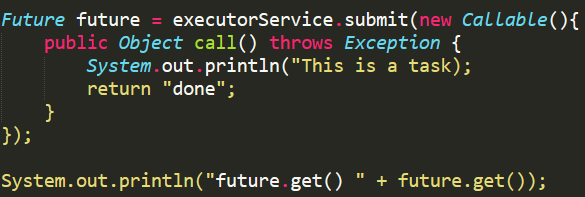 Future future = executorService.submit(new Callable(){
    public Object call() throws Exception {
        System.out.println("This is a task);
        return "done";
    }
});

System.out.println("future.get() " + future.get());